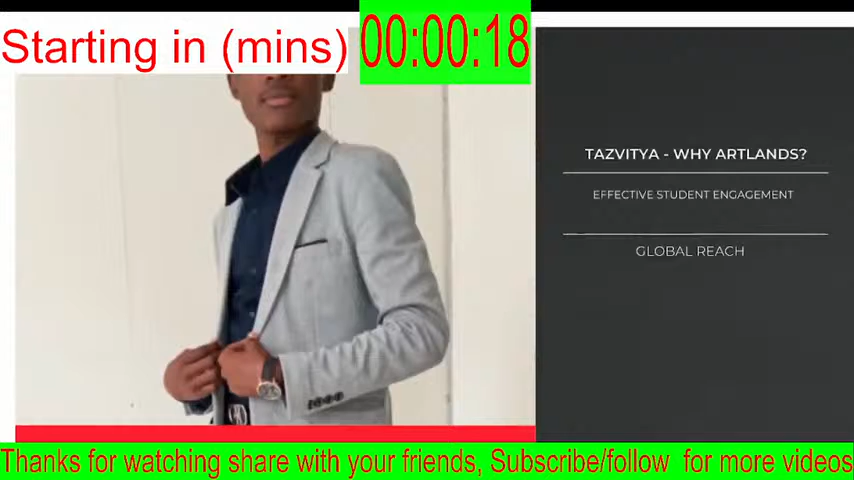 Starting in (mins) 00:00:18
TAZVITYA - WHY ARTLANDS?
EFFECTIVE STUDENT ENGAGEMENT
GLOBAL REACH
Thanks for watching share with your friends, Subscribe/follow for more videos